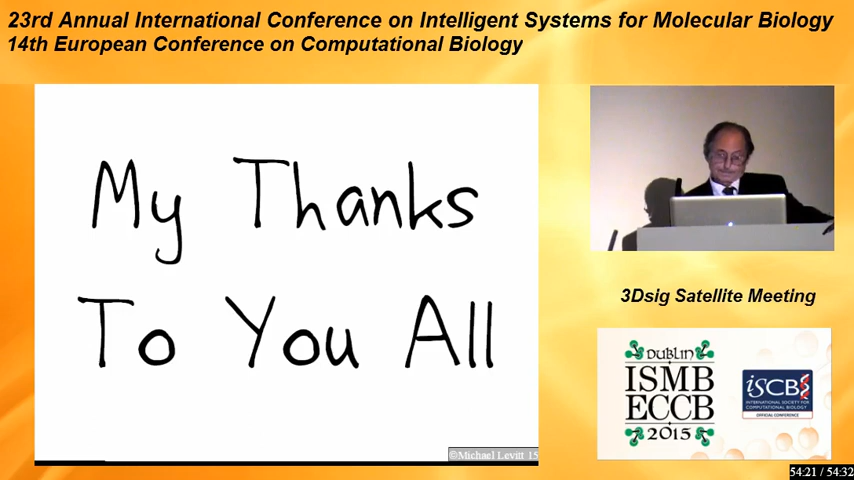 23rd Annual International Conference on Intelligent Systems for Molecular Biology
14th European Conference on Computational Biology
My Thanks
To You All
©Michael Levitt 15
3Dsig Satellite Meeting
DUBLIN
ISMB
ECCB
2015
iSCB
INTERNATIONAL SOCIETY FOR
COMPUTATIONAL BIOLOGY
OFFICIAL CONFERENCE
54:21 / 54:32